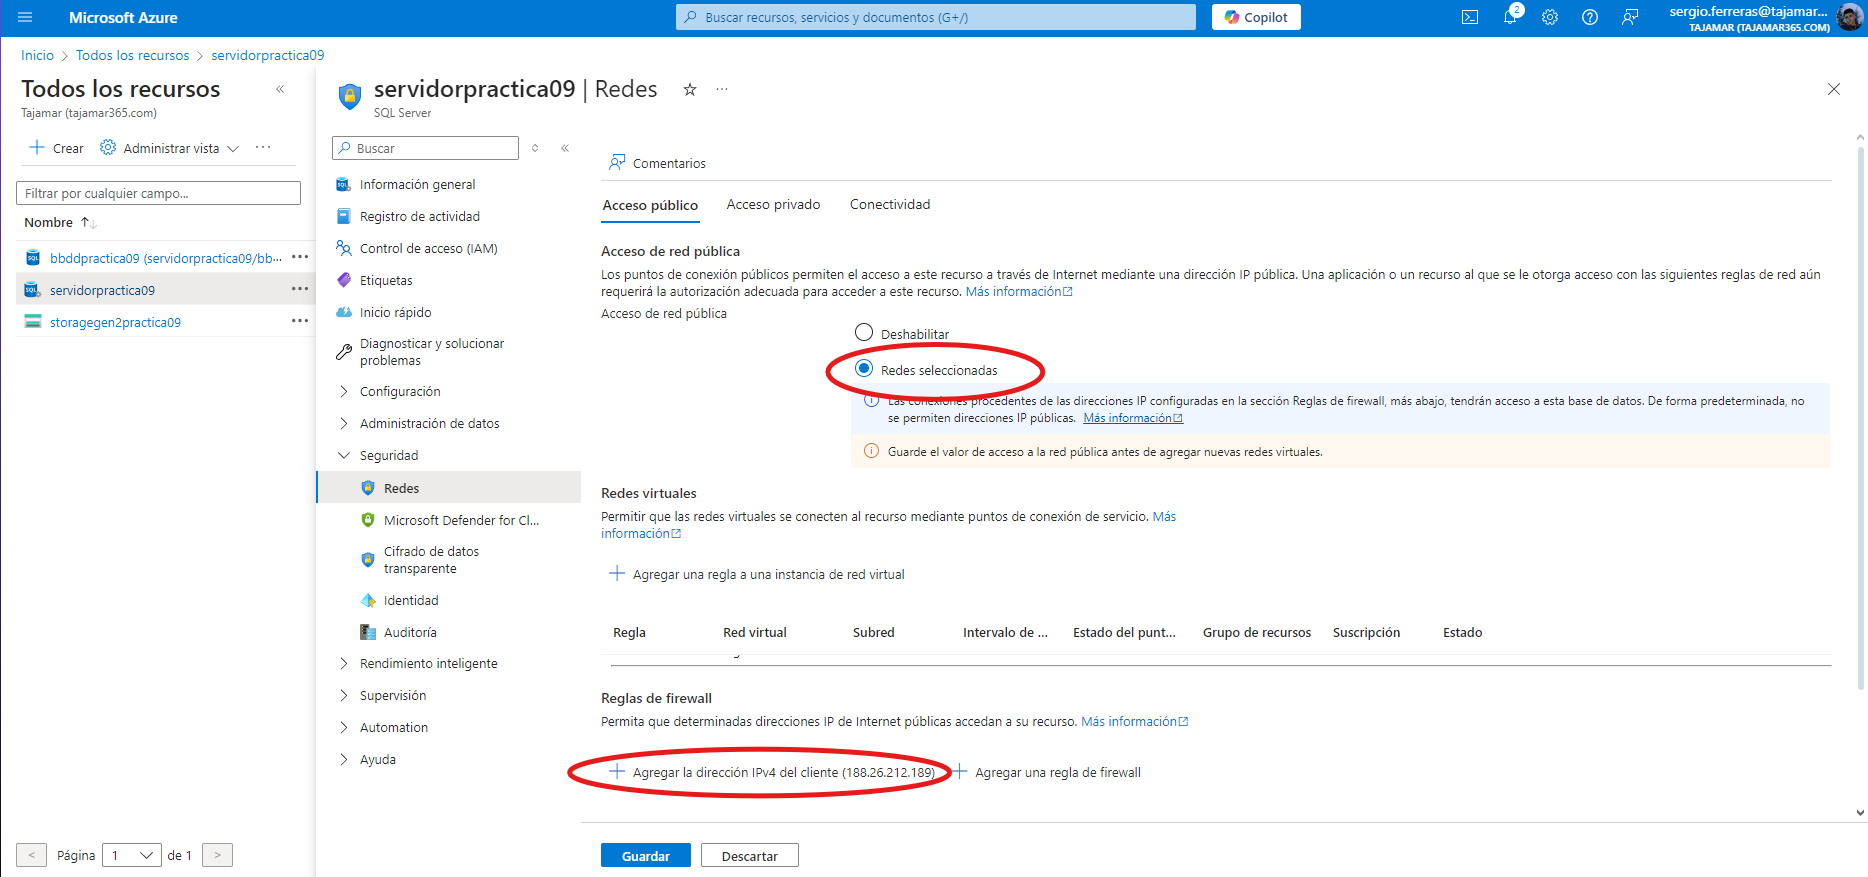 Microsoft Azure
Buscar recursos, servicios y documentos (G+/)
Copilot
2
sergio.ferreras@tajamar...
TAJAMAR (TAJAMAR365.COM)
Inicio > Todos los recursos > servidorpractica09
Todos los recursos
Tajamar (tajamar365.com)
Crear
Administrar vista
Filtrar por cualquier campo...
Nombre
bbddpractica09 (servidorpractica09/bb...
servidorpractica09
storagegen2practica09
< Página 1 de 1 >
servidorpractica09 | Redes
SQL Server
Buscar
Información general
Registro de actividad
Control de acceso (IAM)
Etiquetas
Inicio rápido
Diagnosticar y solucionar
problemas
Configuración
Administración de datos
Seguridad
Redes
Microsoft Defender for Cl...
Cifrado de datos
transparente
Identidad
Auditoría
Rendimiento inteligente
Supervisión
Automation
Ayuda
Comentarios
Acceso público
Acceso privado
Conectividad
Acceso de red pública
Los puntos de conexión públicos permiten el acceso a este recurso a través de Internet mediante una dirección IP pública. Una aplicación o un recurso al que se le otorga acceso con las siguientes reglas de red aún
requerirá la autorización adecuada para acceder a este recurso. Más información
Acceso de red pública
Deshabilitar
Redes seleccionadas
Las conexiones procedentes de las direcciones IP configuradas en la sección Reglas de firewall, más abajo, tendrán acceso a esta base de datos. De forma predeterminada, no
se permiten direcciones IP públicas. Más información
Guarde el valor de acceso a la red pública antes de agregar nuevas redes virtuales.
Redes virtuales
Permitir que las redes virtuales se conecten al recurso mediante puntos de conexión de servicio. Más
información
Agregar una regla a una instancia de red virtual
Regla
Red virtual
Subred
Intervalo de ...
Estado del punt...
Grupo de recursos
Suscripción
Estado
Reglas de firewall
Permita que determinadas direcciones IP de Internet públicas accedan a su recurso. Más información
Agregar la dirección IPv4 del cliente (188.26.212.189)
Agregar una regla de firewall
Guardar
Descartar